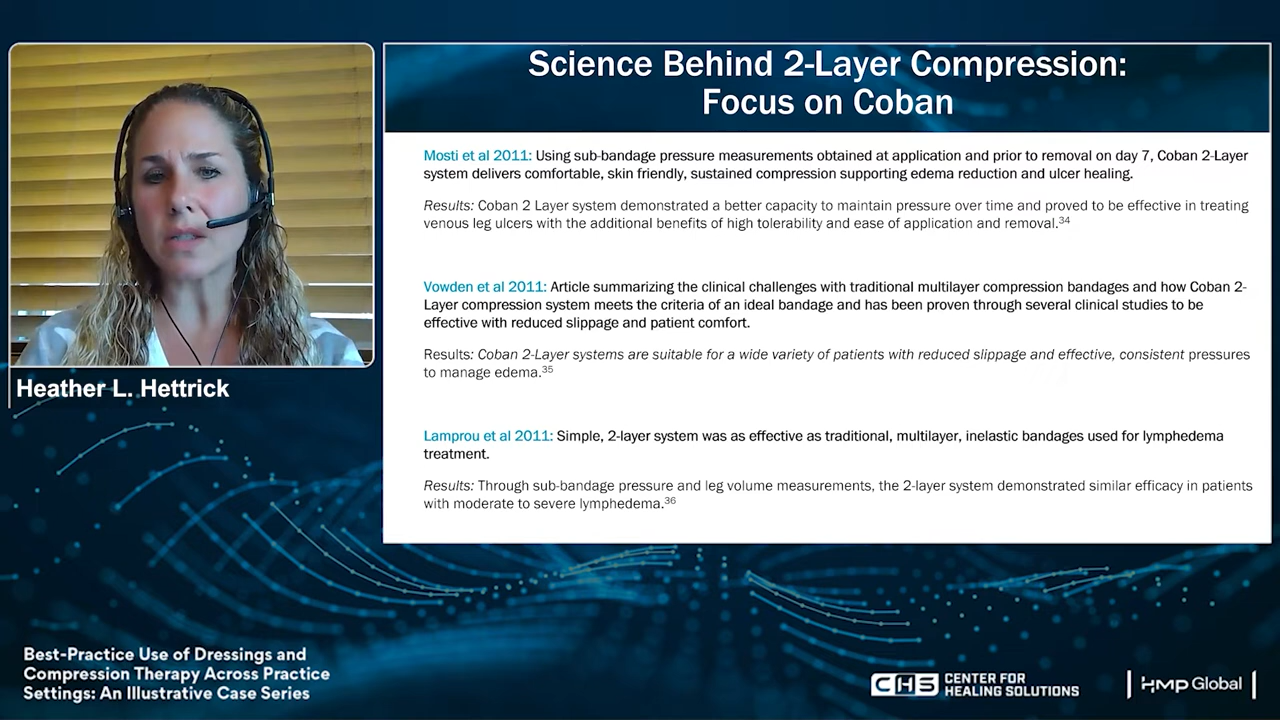 Science Behind 2-Layer Compression:
Focus on Coban
Mosti et al 2011: Using sub-bandage pressure measurements obtained at application and prior to removal on day 7, Coban 2-Layer
system delivers comfortable, skin friendly, sustained compression supporting edema reduction and ulcer healing.
Results: Coban 2 Layer system demonstrated a better capacity to maintain pressure over time and proved to be effective in treating
venous leg ulcers with the additional benefits of high tolerability and ease of application and removal.34
Vowden et al 2011: Article summarizing the clinical challenges with traditional multilayer compression bandages and how Coban 2-
Layer compression system meets the criteria of an ideal bandage and has been proven through several clinical studies to be
effective with reduced slippage and patient comfort.
Results: Coban 2-Layer systems are suitable for a wide variety of patients with reduced slippage and effective, consistent pressures
to manage edema.35
Lamprou et al 2011: Simple, 2-layer system was as effective as traditional, multilayer, inelastic bandages used for lymphedema
treatment.
Results: Through sub-bandage pressure and leg volume measurements, the 2-layer system demonstrated similar efficacy in patients
with moderate to severe lymphedema.36
Heather L. Hettrick
Best-Practice Use of Dressings and
Compression Therapy Across Practice
Settings: An Illustrative Case Series
CHS CENTER FOR
HEALING SOLUTIONS
HMP Global